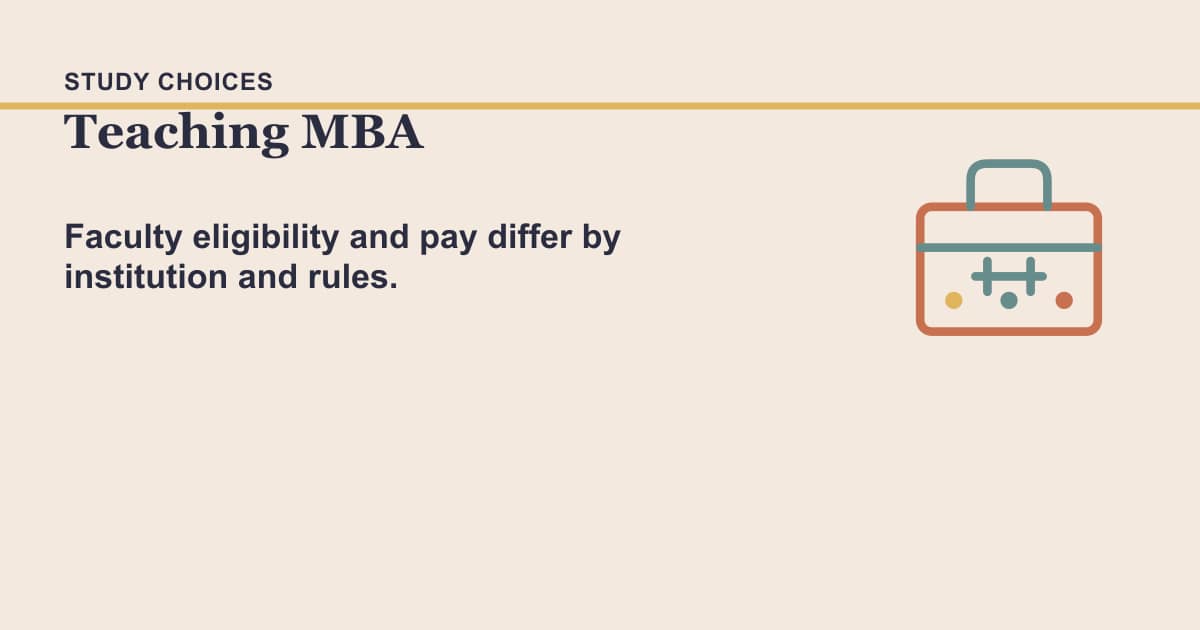 STUDY CHOICES
Teaching MBA
Faculty eligibility and pay differ by
institution and rules.